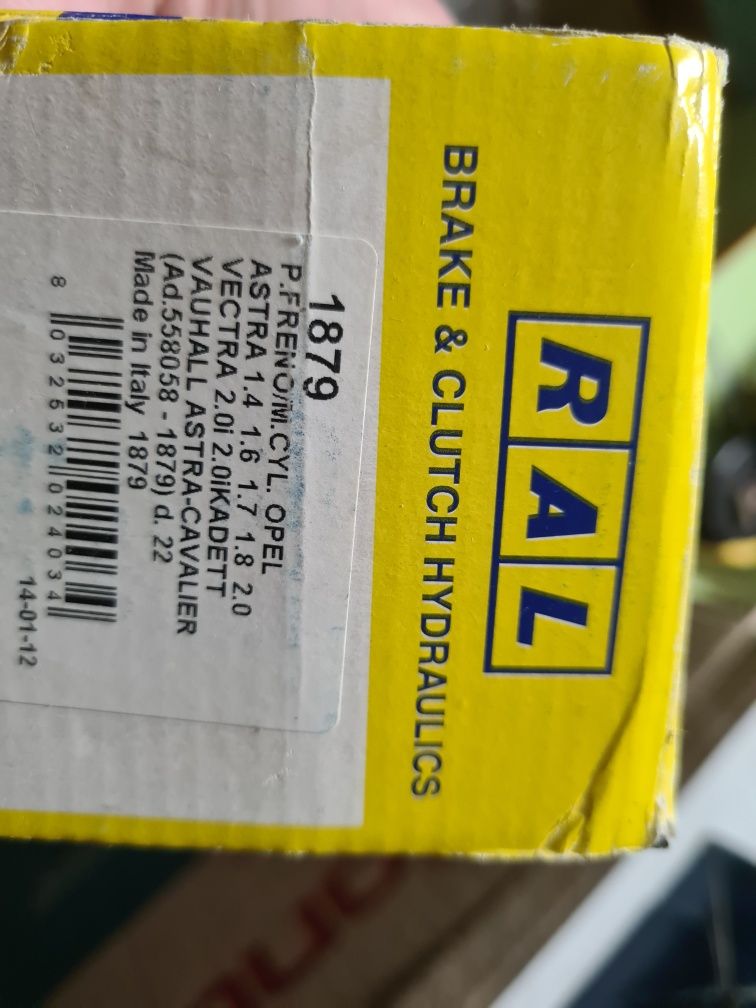 RAL
BRAKE & CLUTCH HYDRAULICS
1879
P.FRENO/M.CYL. OPEL
ASTRA 1.4 1.6 1.7 1.8 2.0
VECTRA 2.0i 2.0iKADETT
VAUHALL ASTRA-CAVALIER
(Ad.558058 - 1879) d. 22
Made in Italy 1879
8 032532 024034
14-01-12